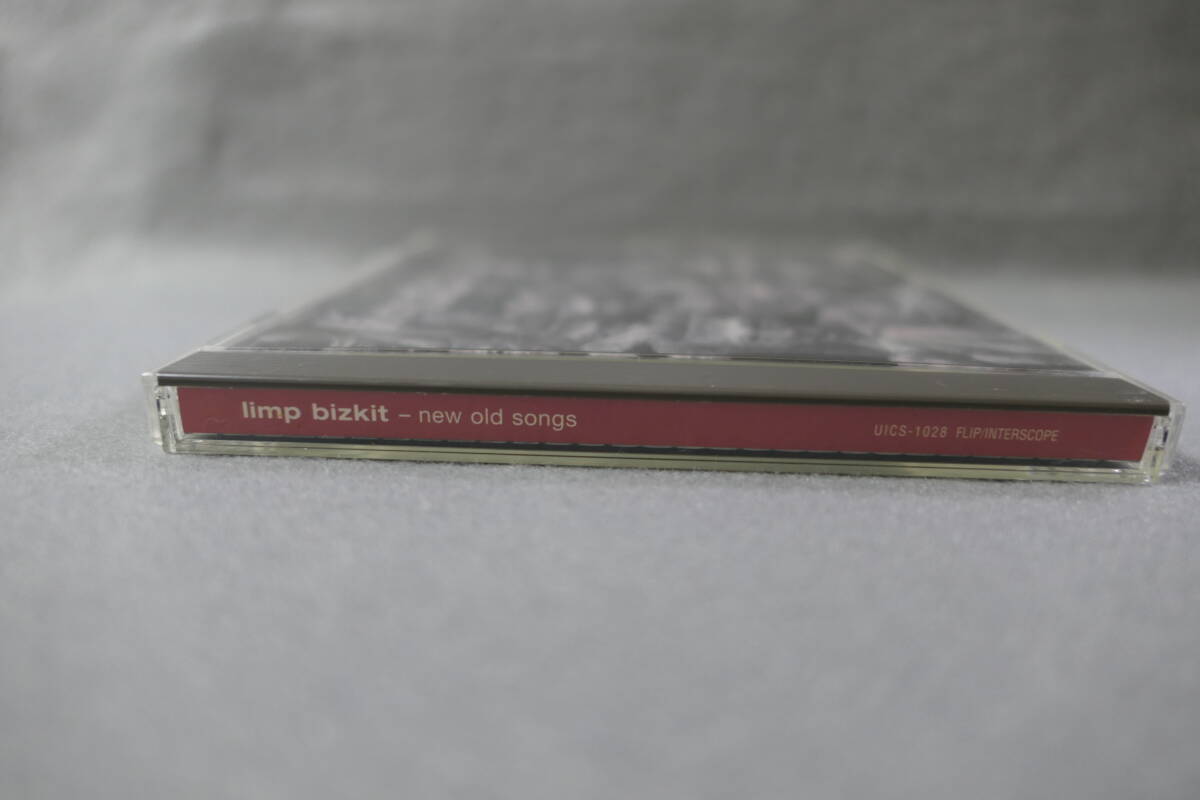 limp bizkit – new old songs
UICS-1028 FLIP/INTERSCOPE